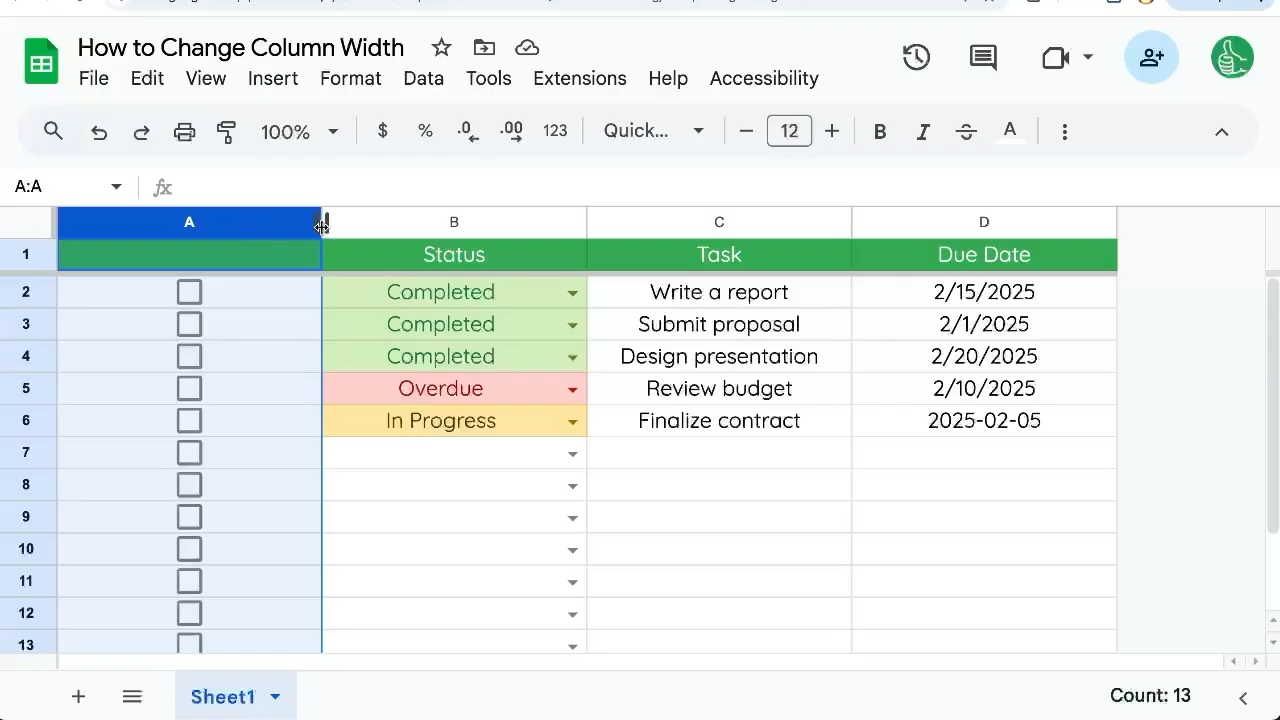 How to Change Column Width
File Edit View Insert Format Data Tools Extensions Help Accessibility
100% $ % .0 .00 123 Quick... 12 B I S A
A:A fx
A B C D
1 Status Task Due Date
2 Completed Write a report 2/15/2025
3 Completed Submit proposal 2/1/2025
4 Completed Design presentation 2/20/2025
5 Overdue Review budget 2/10/2025
6 In Progress Finalize contract 2025-02-05
7
8
9
10
11
12
13
Sheet1 Count: 13